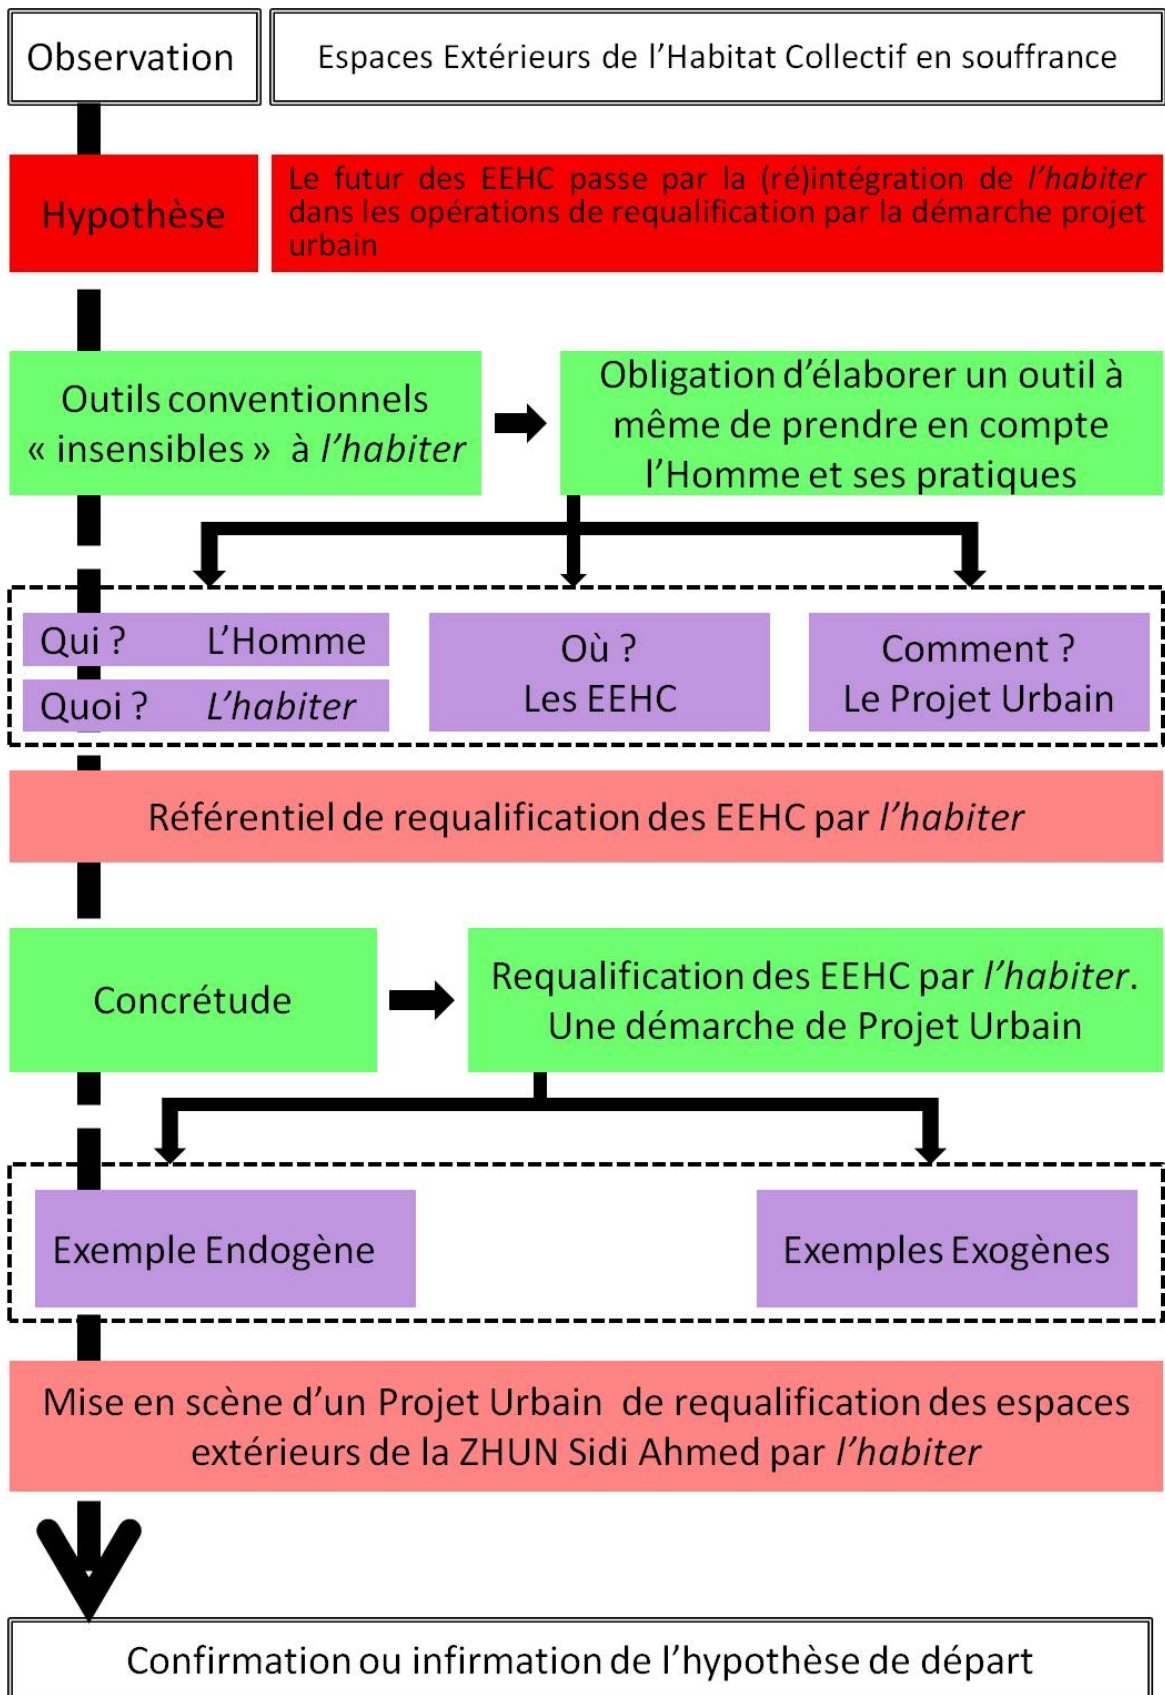 Observation
Espaces Extérieurs de l’Habitat Collectif en souffrance
Hypothèse
Le futur des EEHC passe par la (ré)intégration de l’habiter
dans les opérations de requalification par la démarche projet
urbain
Outils conventionnels
« insensibles » à l’habiter
Obligation d’élaborer un outil à
même de prendre en compte
l’Homme et ses pratiques
Qui ? L’Homme
Quoi ? L’habiter
Où ?
Les EEHC
Comment ?
Le Projet Urbain
Référentiel de requalification des EEHC par l’habiter
Concrétude
Requalification des EEHC par l’habiter.
Une démarche de Projet Urbain
Exemple Endogène
Exemples Exogènes
Mise en scène d’un Projet Urbain de requalification des espaces
extérieurs de la ZHUN Sidi Ahmed par l’habiter
Confirmation ou infirmation de l’hypothèse de départ